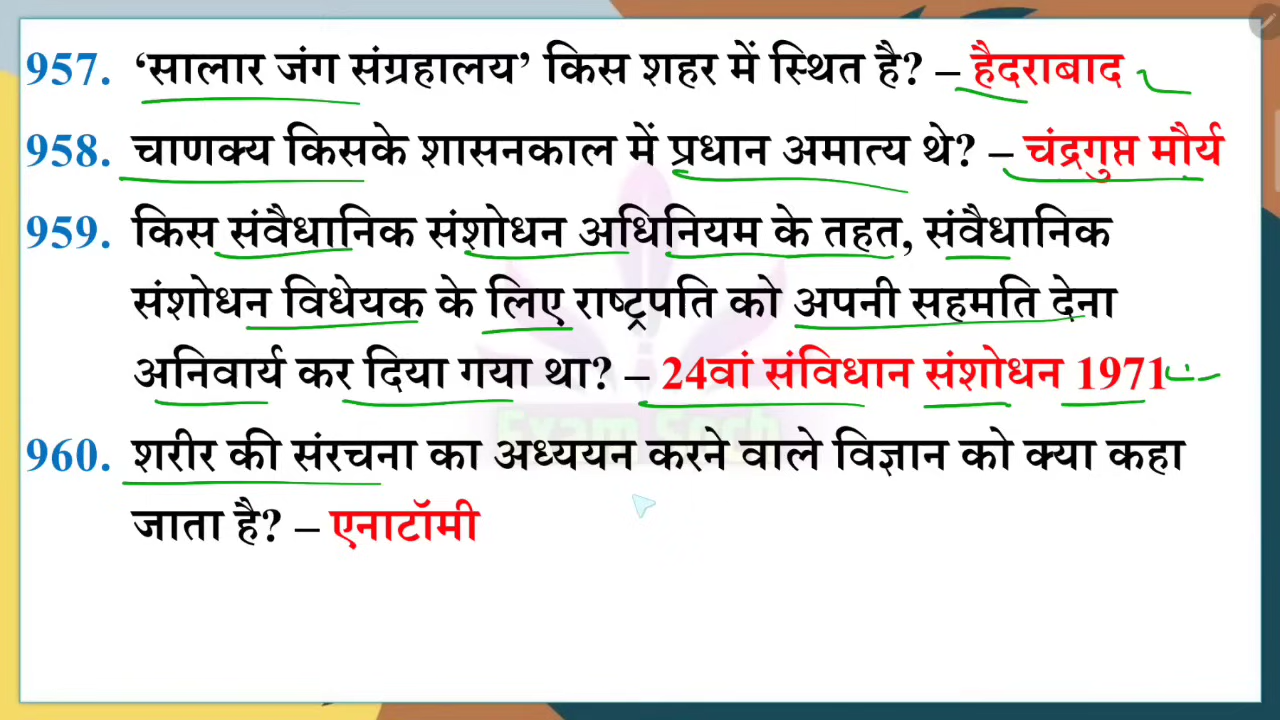 957. ‘सालार जंग संग्रहालय’ किस शहर में स्थित है? – हैदराबाद
958. चाणक्य किसके शासनकाल में प्रधान अमात्य थे? – चंद्रगुप्त मौर्य
959. किस संवैधानिक संशोधन अधिनियम के तहत, संवैधानिक
संशोधन विधेयक के लिए राष्ट्रपति को अपनी सहमति देना
अनिवार्य कर दिया गया था? – 24वां संविधान संशोधन 1971
960. शरीर की संरचना का अध्ययन करने वाले विज्ञान को क्या कहा
जाता है? – एनाटॉमी